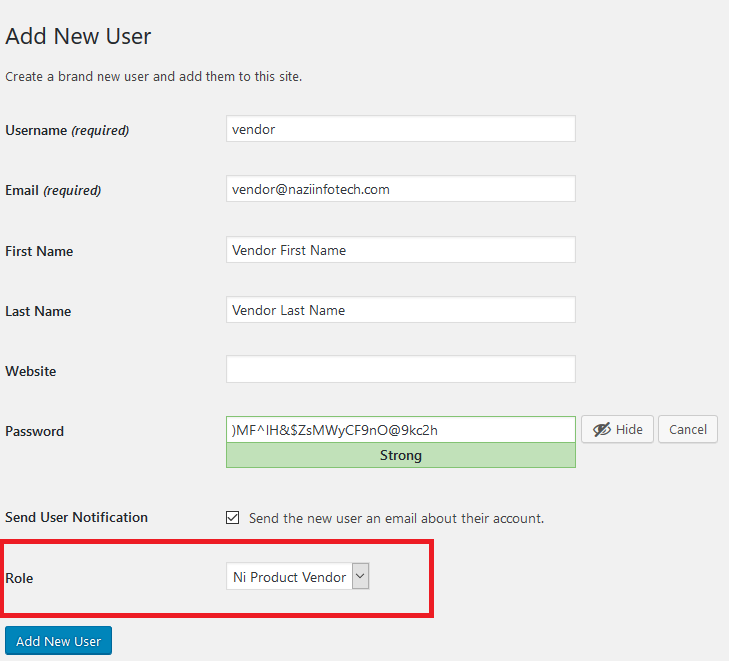 Add New User
Create a brand new user and add them to this site.
Username (required) vendor
Email (required) vendor@naziinfotech.com
First Name Vendor First Name
Last Name Vendor Last Name
Website
Password )MF^IH&$ZsMWyCF9nO@9kc2h Hide Cancel
Strong
Send User Notification Send the new user an email about their account.
Role Ni Product Vendor
Add New User